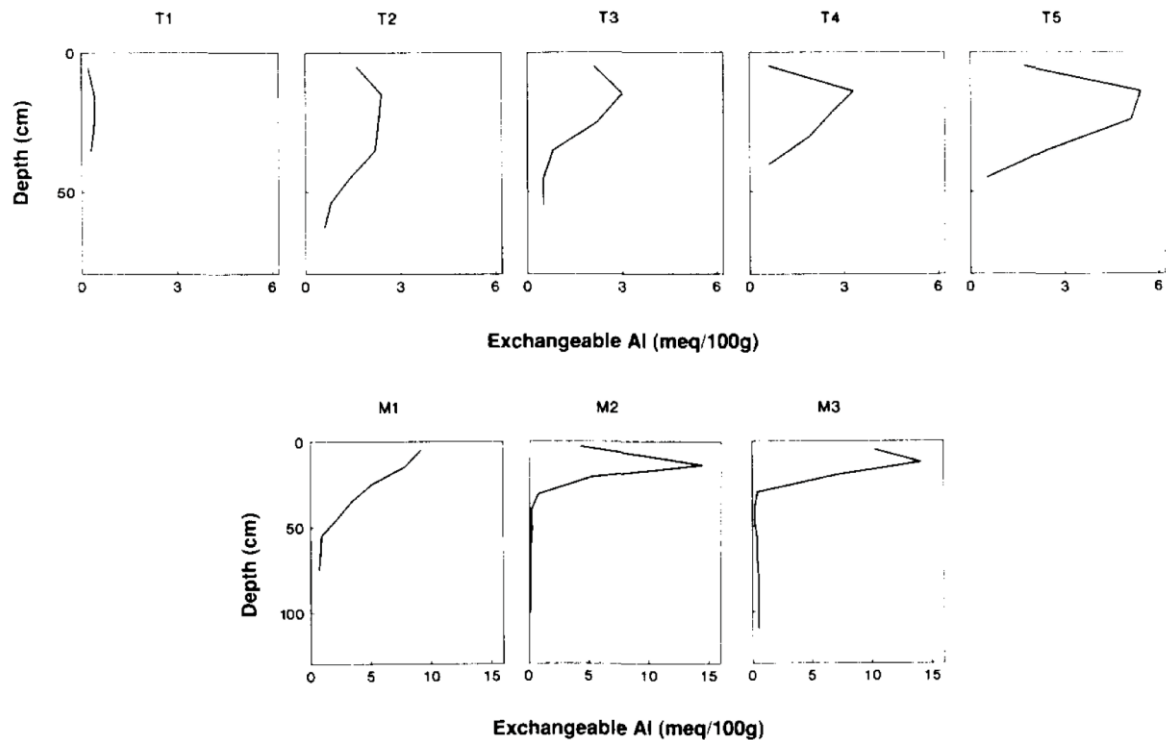 T1 T2 T3 T4 T5
0
50
Depth (cm)
0 3 6 0 3 6 0 3 6 0 3 6 0 3 6
Exchangeable Al (meq/100g)
M1 M2 M3
0
50
100
Depth (cm)
0 5 10 15 0 5 10 15 0 5 10 15
Exchangeable Al (meq/100g)